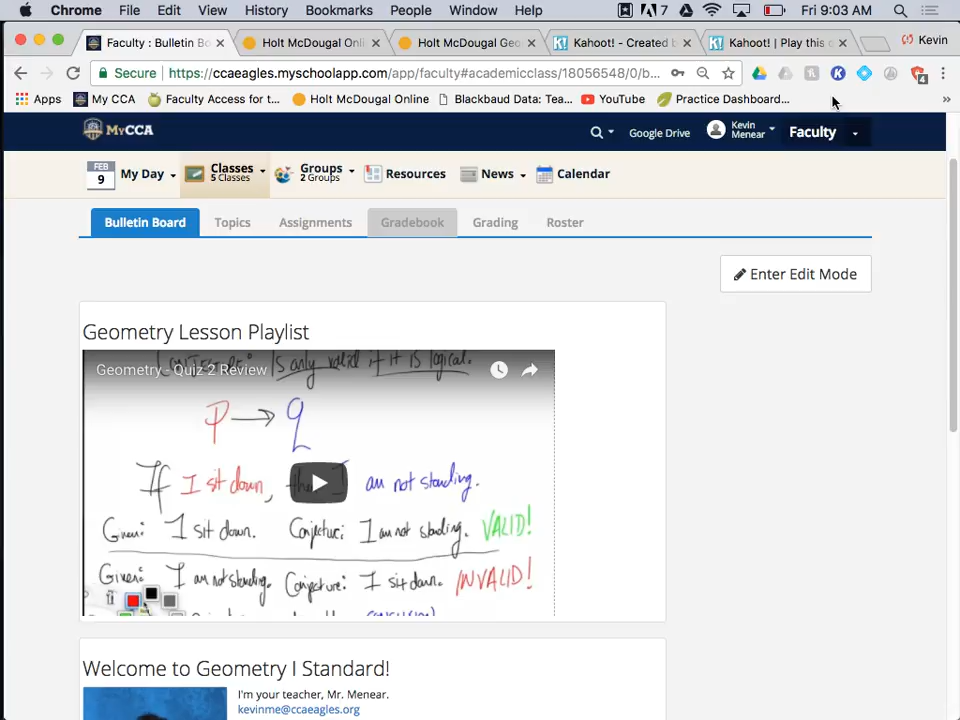 Chrome File Edit View History Bookmarks People Window Help 7 Fri 9:03 AM
Faculty : Bulletin B Holt McDougal Onl Holt McDougal Ge Kahoot! - Created b Kahoot! | Play this Kevin
Secure https://ccaeagles.myschoolapp.com/app/faculty#academicclass/18056548/0/b... 4
Apps My CCA Faculty Access for t... Holt McDougal Online Blackbaud Data: Tea... YouTube Practice Dashboard... »
MYCCA Google Drive Kevin Menear Faculty
FEB 9 My Day Classes 5 Classes Groups 2 Groups Resources News Calendar
Bulletin Board Topics Assignments Gradebook Grading Roster
Enter Edit Mode
Geometry Lesson Playlist
CONJECTURE: Is only valid if it is logical.
Geometry - Quiz 2 Review
P → q
If I sit down, I am not standing.
Given: I sit down. Conjecture: I am not standing. VALID!
Given: I am not standing. Conjecture: I sit down. INVALID!
Welcome to Geometry I Standard!
I'm your teacher, Mr. Menear.
kevinme@ccaeagles.org